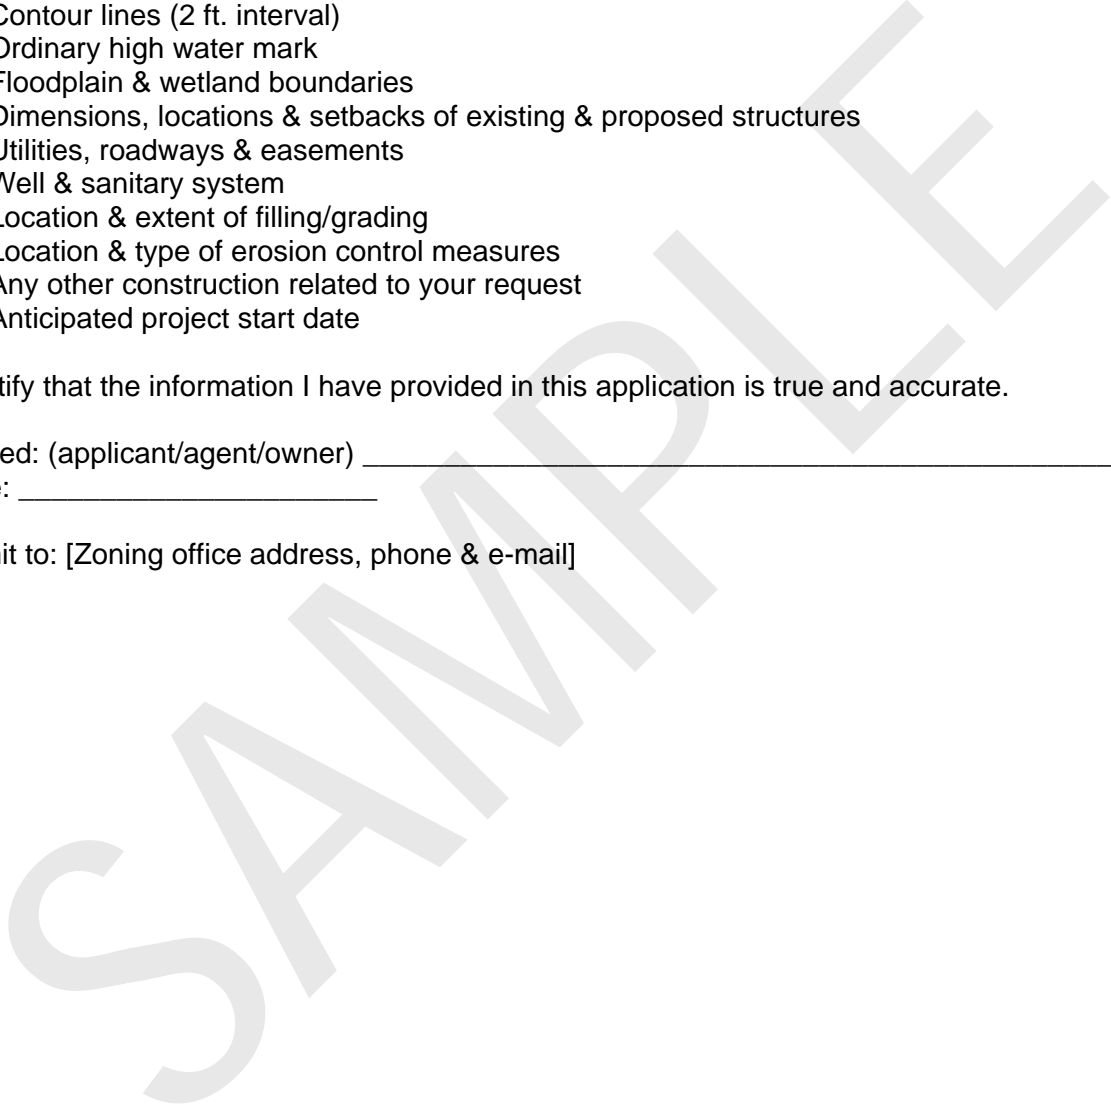 Contour lines (2 ft. interval)
Ordinary high water mark
Floodplain & wetland boundaries
Dimensions, locations & setbacks of existing & proposed structures
Utilities, roadways & easements
Well & sanitary system
Location & extent of filling/grading
Location & type of erosion control measures
Any other construction related to your request
Anticipated project start date
tify that the information I have provided in this application is true and accurate.
ed: (applicant/agent/owner) ______________________________________________
: ______________________
it to: [Zoning office address, phone & e-mail]
SAMPLE